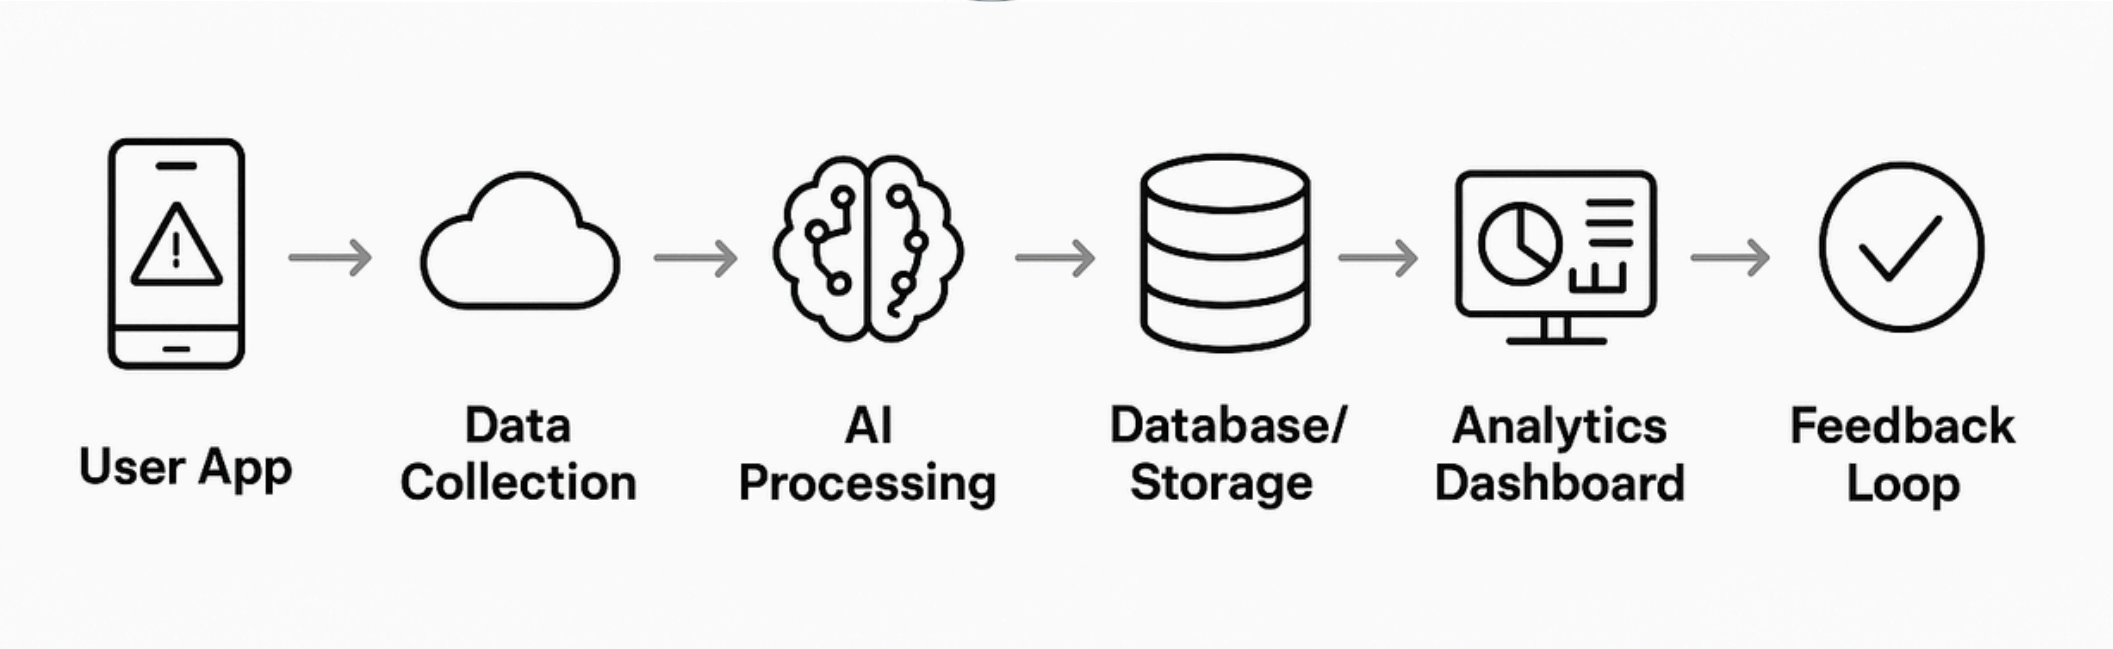 User App
Data
Collection
AI
Processing
Database/
Storage
Analytics
Dashboard
Feedback
Loop